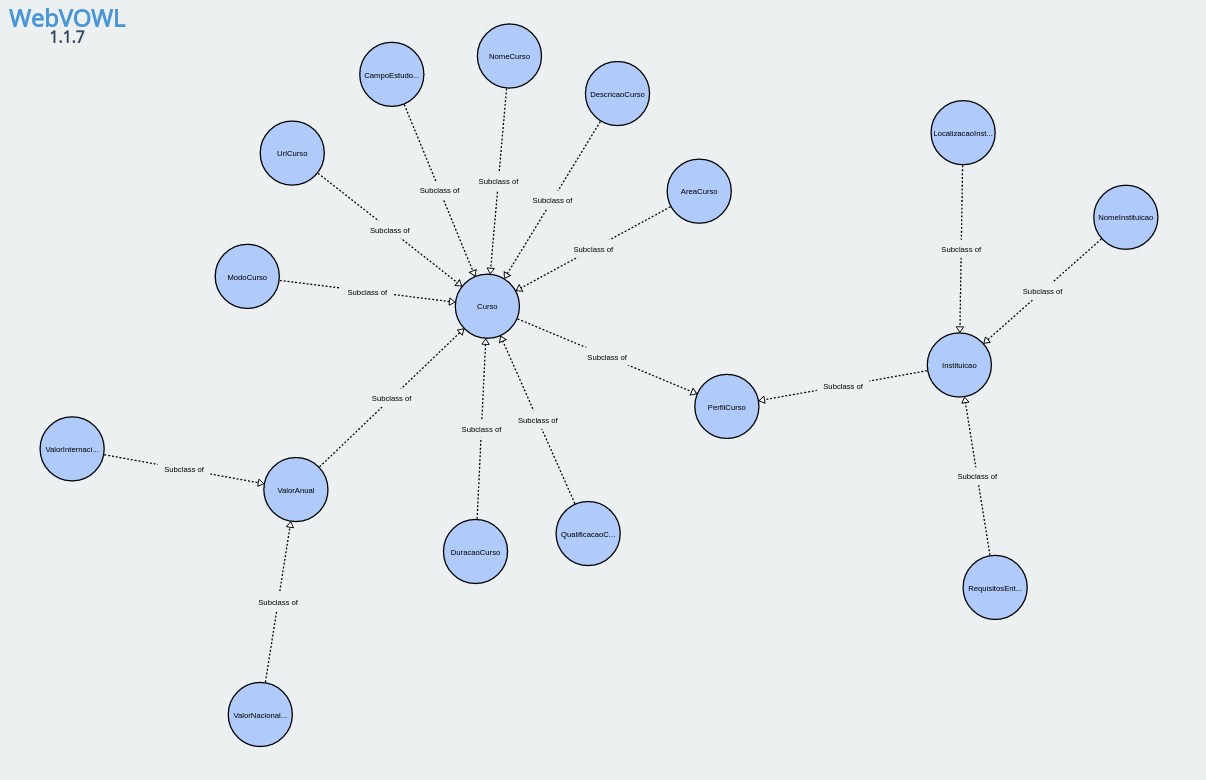 WebVOWL
1.1.7
NomeCurso
CampoEstudo...
DescricaoCurso
LocalizacaoInst...
UrlCurso
Subclass of
Subclass of
AreaCurso
Subclass of
NomeInstituicao
Subclass of
Subclass of
Subclass of
ModoCurso
Subclass of
Subclass of
Curso
Subclass of
Instituicao
Subclass of
Subclass of
PerfilCurso
Subclass of
Subclass of
ValorInternaci...
Subclass of
Subclass of
ValorAnual
QualificacaoC...
DuracaoCurso
RequisitosEnt...
Subclass of
ValorNacional...